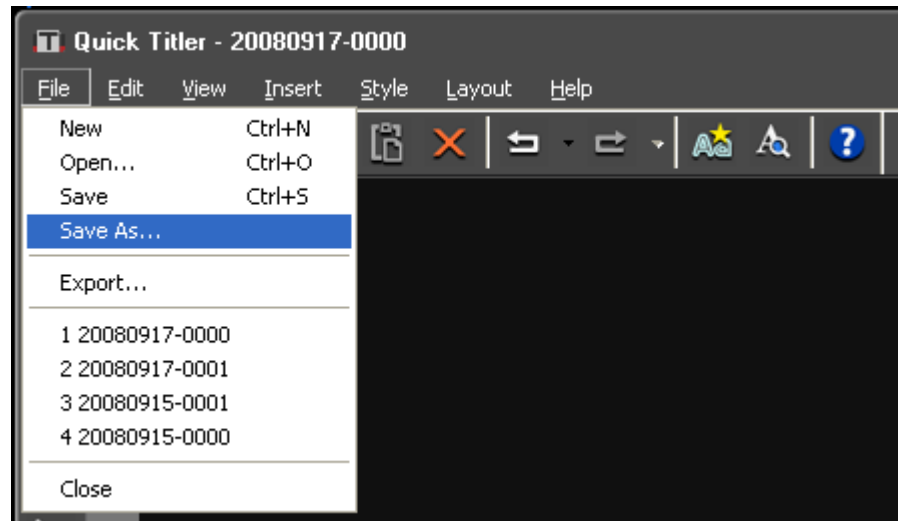 Quick Titler - 20080917-0000
File Edit View Insert Style Layout Help
New Ctrl+N
Open... Ctrl+O
Save Ctrl+S
Save As...
Export...
1 20080917-0000
2 20080917-0001
3 20080915-0001
4 20080915-0000
Close